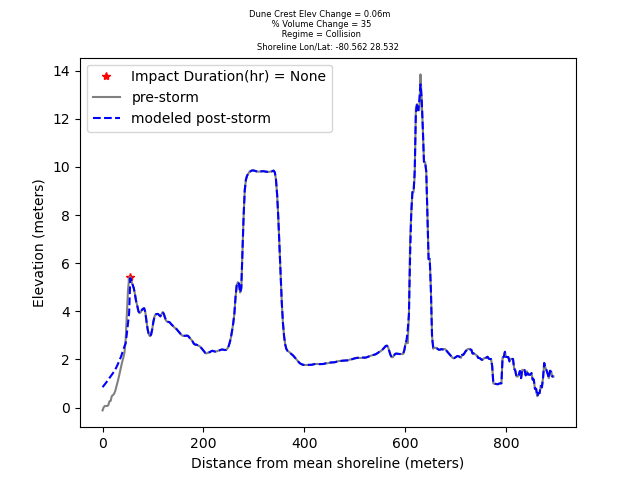 Dune Crest Elev Change = 0.06m
% Volume Change = 35
Regime = Collision
Shoreline Lon/Lat: -80.562 28.532
Impact Duration(hr) = None
pre-storm
modeled post-storm
Elevation (meters)
14
12
10
8
6
4
2
0
0 200 400 600 800
Distance from mean shoreline (meters)